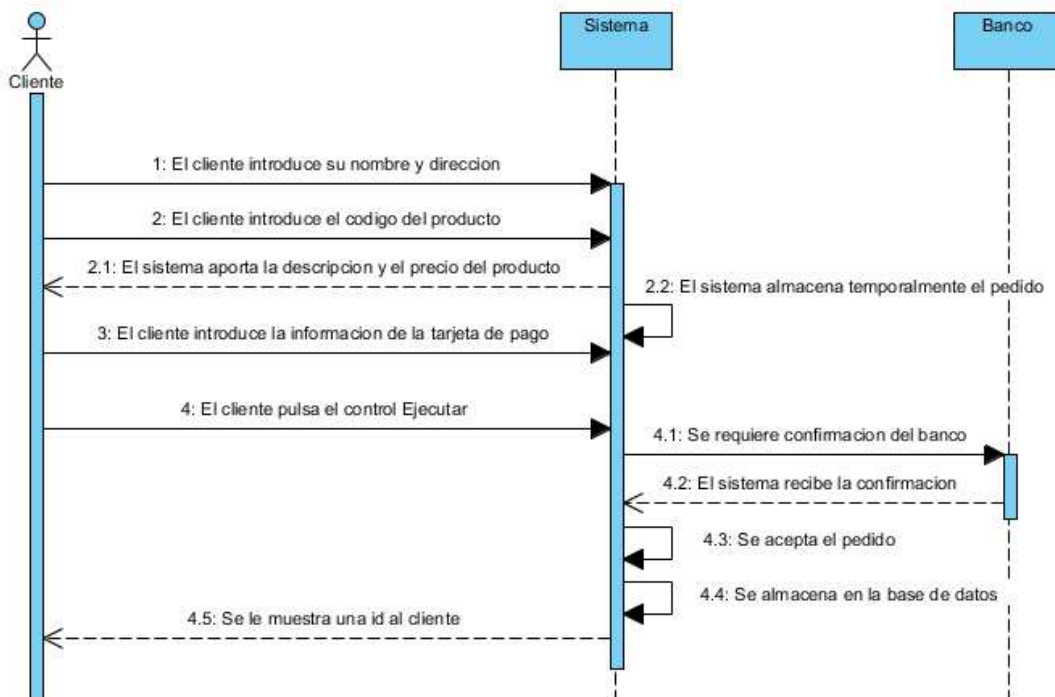 Sistema
Banco
Cliente
1: El cliente introduce su nombre y direccion
2: El cliente introduce el codigo del producto
2.1: El sistema aporta la descripcion y el precio del producto
2.2: El sistema almacena temporalmente el pedido
3: El cliente introduce la informacion de la tarjeta de pago
4: El cliente pulsa el control Ejecutar
4.1: Se requiere confirmacion del banco
4.2: El sistema recibe la confirmacion
4.3: Se acepta el pedido
4.4: Se almacena en la base de datos
4.5: Se le muestra una id al cliente